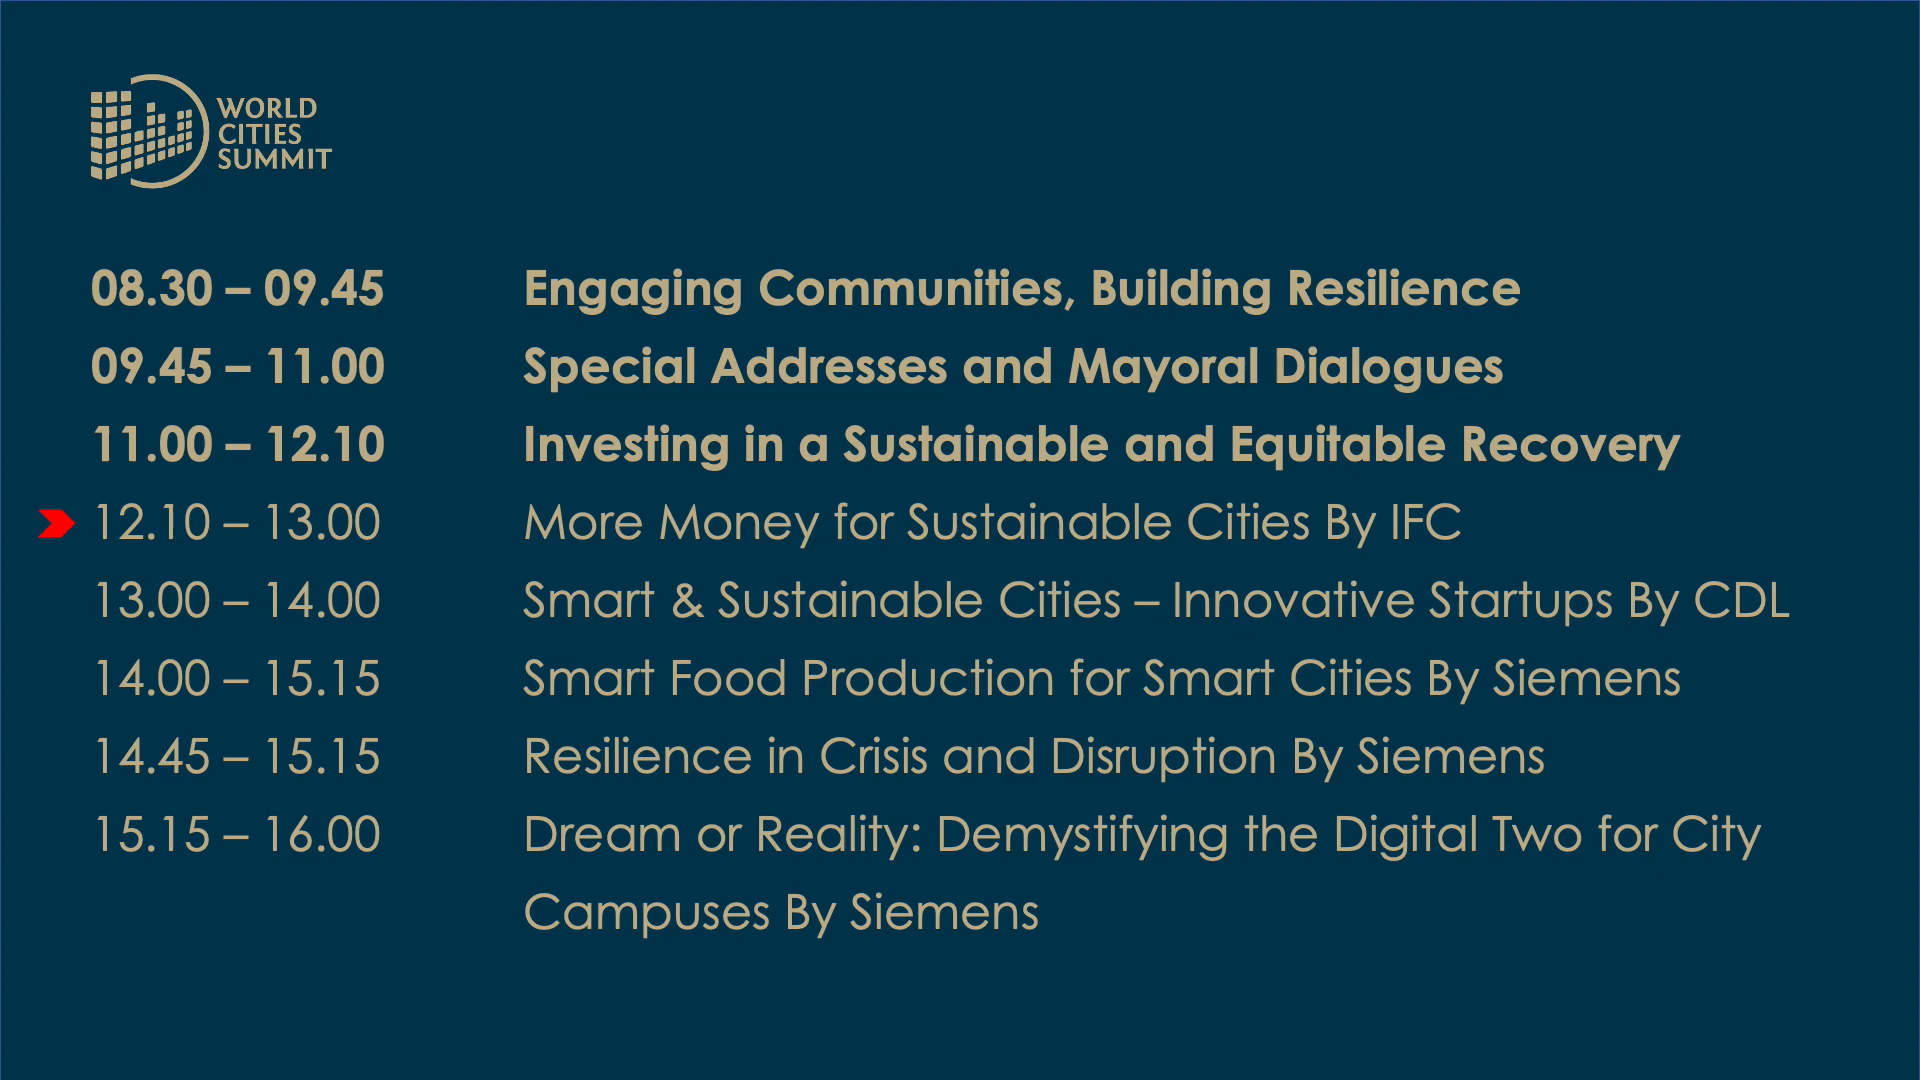 WORLD
CITIES
SUMMIT
08.30 – 09.45 Engaging Communities, Building Resilience
09.45 – 11.00 Special Addresses and Mayoral Dialogues
11.00 – 12.10 Investing in a Sustainable and Equitable Recovery
12.10 – 13.00 More Money for Sustainable Cities By IFC
13.00 – 14.00 Smart & Sustainable Cities – Innovative Startups By CDL
14.00 – 15.15 Smart Food Production for Smart Cities By Siemens
14.45 – 15.15 Resilience in Crisis and Disruption By Siemens
15.15 – 16.00 Dream or Reality: Demystifying the Digital Two for City
Campuses By Siemens